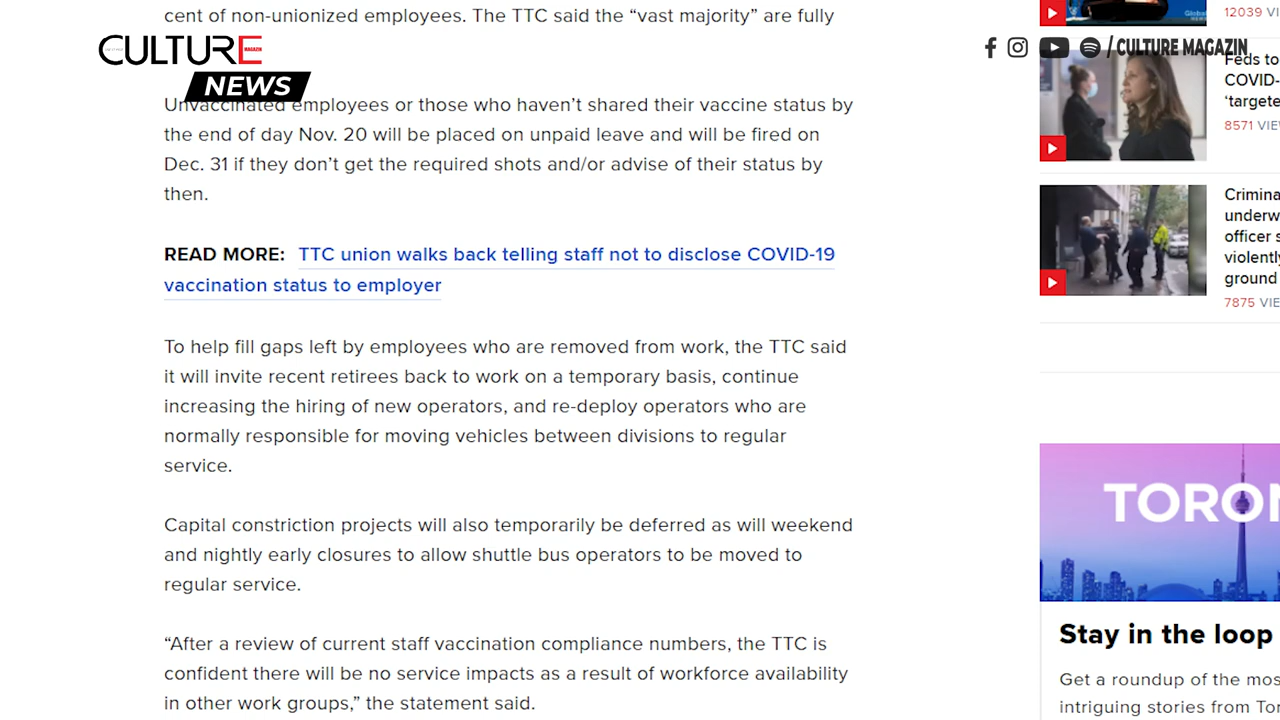 cent of non-unionized employees. The TTC said the “vast majority” are fully
CULTURE
MAGAZIN
NEWS
/ CULTURE MAGAZIN
Unvaccinated employees or those who haven’t shared their vaccine status by
the end of day Nov. 20 will be placed on unpaid leave and will be fired on
Dec. 31 if they don’t get the required shots and/or advise of their status by
then.
READ MORE: TTC union walks back telling staff not to disclose COVID-19
vaccination status to employer
To help fill gaps left by employees who are removed from work, the TTC said
it will invite recent retirees back to work on a temporary basis, continue
increasing the hiring of new operators, and re-deploy operators who are
normally responsible for moving vehicles between divisions to regular
service.
Capital constriction projects will also temporarily be deferred as will weekend
and nightly early closures to allow shuttle bus operators to be moved to
regular service.
“After a review of current staff vaccination compliance numbers, the TTC is
confident there will be no service impacts as a result of workforce availability
in other work groups,” the statement said.
Global
12039 VI
Feds to
COVID-
‘targete
8571 VIE
Crimina
underw
officer s
violently
ground
7875 VIE
TORON
Stay in the loop
Get a roundup of the mos
intriguing stories from Tor